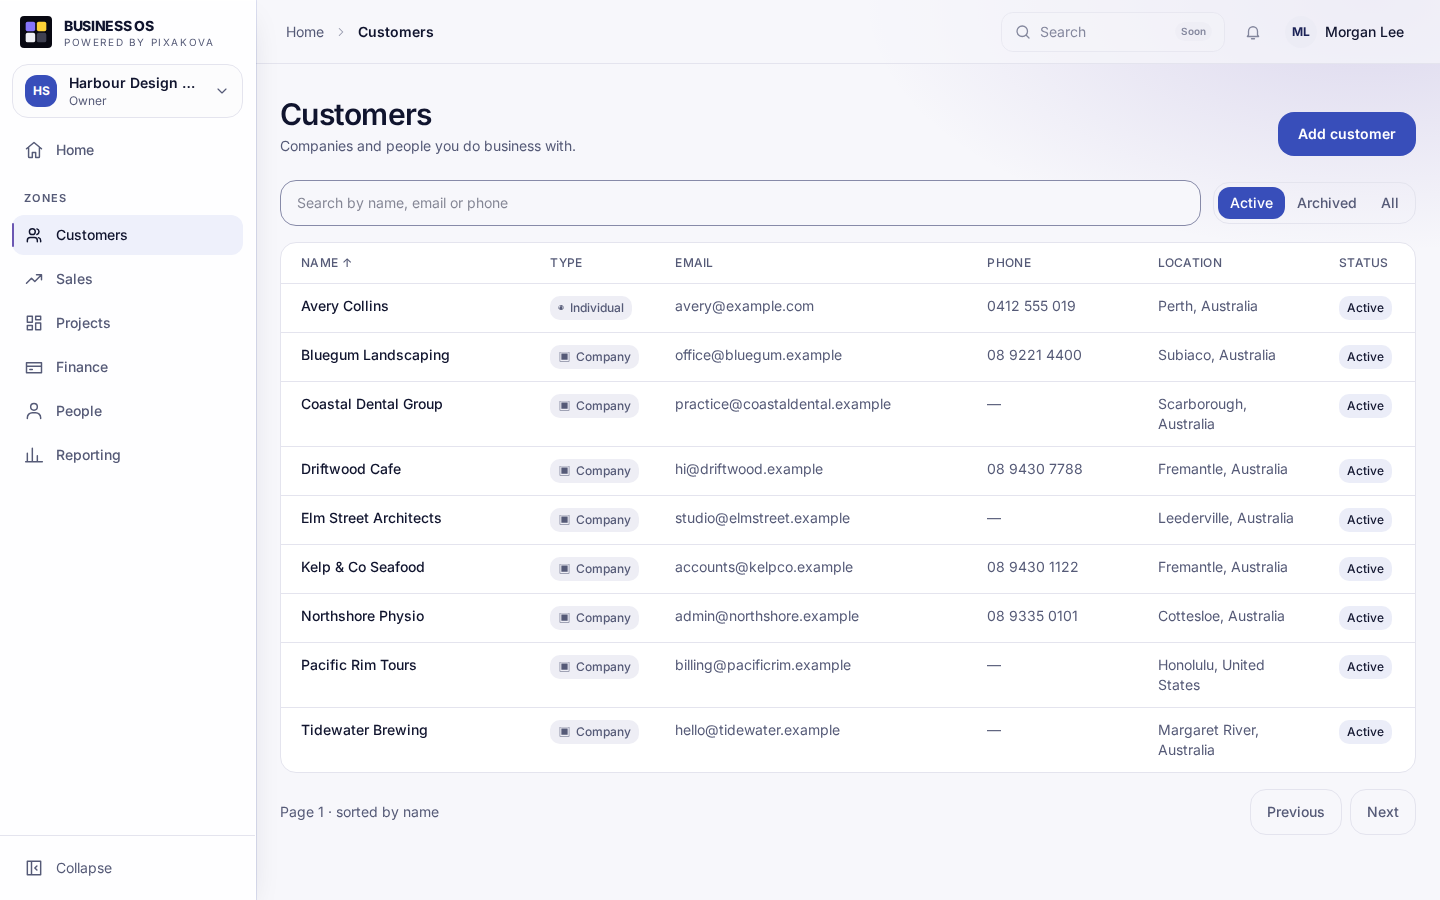 BUSINESS OS
POWERED BY PIXAKOVA
HS
Harbour Design ...
Owner
Home
ZONES
Customers
Sales
Projects
Finance
People
Reporting
Collapse
Home > Customers
Search
Soon
ML
Morgan Lee
Customers
Companies and people you do business with.
Add customer
Search by name, email or phone
Active Archived All
NAME ↑ TYPE EMAIL PHONE LOCATION STATUS
Avery Collins Individual avery@example.com 0412 555 019 Perth, Australia Active
Bluegum Landscaping Company office@bluegum.example 08 9221 4400 Subiaco, Australia Active
Coastal Dental Group Company practice@coastaldental.example — Scarborough, Active
Australia
Driftwood Cafe Company hi@driftwood.example 08 9430 7788 Fremantle, Australia Active
Elm Street Architects Company studio@elmstreet.example — Leederville, Australia Active
Kelp & Co Seafood Company accounts@kelpco.example 08 9430 1122 Fremantle, Australia Active
Northshore Physio Company admin@northshore.example 08 9335 0101 Cottesloe, Australia Active
Pacific Rim Tours Company billing@pacificrim.example — Honolulu, United Active
States
Tidewater Brewing Company hello@tidewater.example — Margaret River, Active
Australia
Page 1 · sorted by name
Previous Next